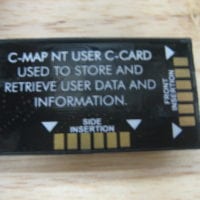 C-MAP NT USER C-CARD
USED TO STORE AND
RETRIEVE USER DATA AND
INFORMATION.
FRONT
INSERTION
SIDE
INSERTION